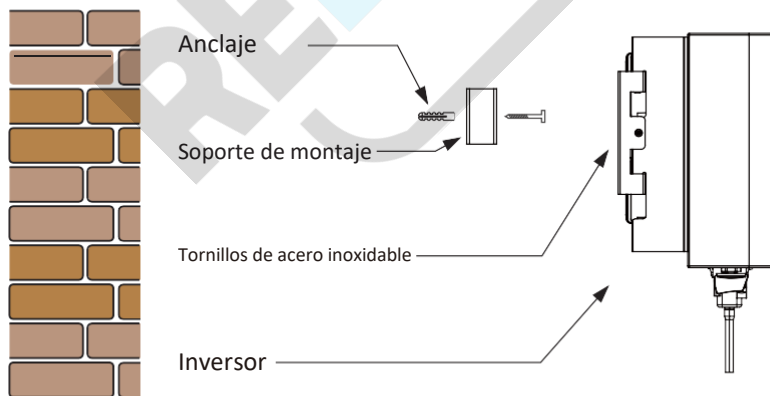 Anclaje
Soporte de montaje
Tornillos de acero inoxidable
Inversor